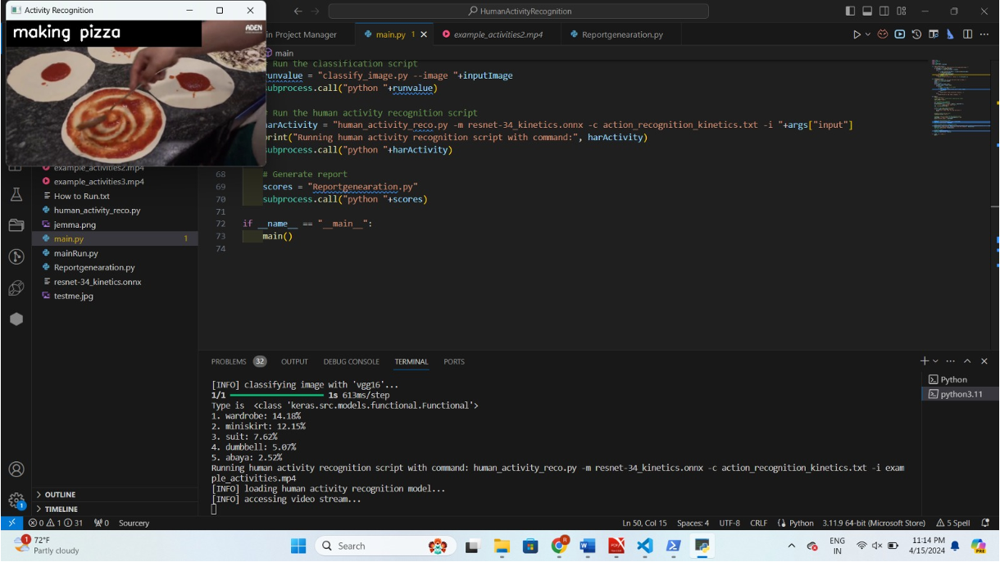 Activity Recognition
making pizza
ADEN
HumanActivityRecognition
in Project Manager
main.py 1
example_activities2.mp4
Reportgenearation.py
main
# Run the classification script
runvalue = "classify_image.py --image "+inputImage
subprocess.call("python "+runvalue)
# Run the human activity recognition script
harActivity = "human_activity_reco.py -m resnet-34_kinetics.onnx -c action_recognition_kinetics.txt -i "+args["input"]
print("Running human activity recognition script with command:", harActivity)
subprocess.call("python "+harActivity)
68 # Generate report
69 scores = "Reportgenearation.py"
70 subprocess.call("python "+scores)
71
72 if __name__ == "__main__":
73 main()
74
example_activities2.mp4
example_activities3.mp4
How to Run.txt
human_activity_reco.py
jemma.png
main.py 1
mainRun.py
Reportgenearation.py
resnet-34_kinetics.onnx
testme.jpg
OUTLINE
TIMELINE
PROBLEMS 32 OUTPUT DEBUG CONSOLE TERMINAL PORTS
[INFO] classifying image with 'vgg16'...
1/1 1s 613ms/step
Type is <class 'keras.src.models.functional.Functional'>
1. wardrobe: 14.18%
2. miniskirt: 12.15%
3. suit: 7.62%
4. dumbbell: 5.07%
5. abaya: 2.52%
Running human activity recognition script with command: human_activity_reco.py -m resnet-34_kinetics.onnx -c action_recognition_kinetics.txt -i exam
ple_activities.mp4
[INFO] loading human activity recognition model...
[INFO] accessing video stream...
Python
python3.11
0 1 31 0 Sourcery
Ln 50, Col 15 Spaces: 4 UTF-8 CRLF Python 3.11.9 64-bit (Microsoft Store) 5 Spell
1
72°F
Partly cloudy
Search
ENG
IN
11:14 PM
4/15/2024